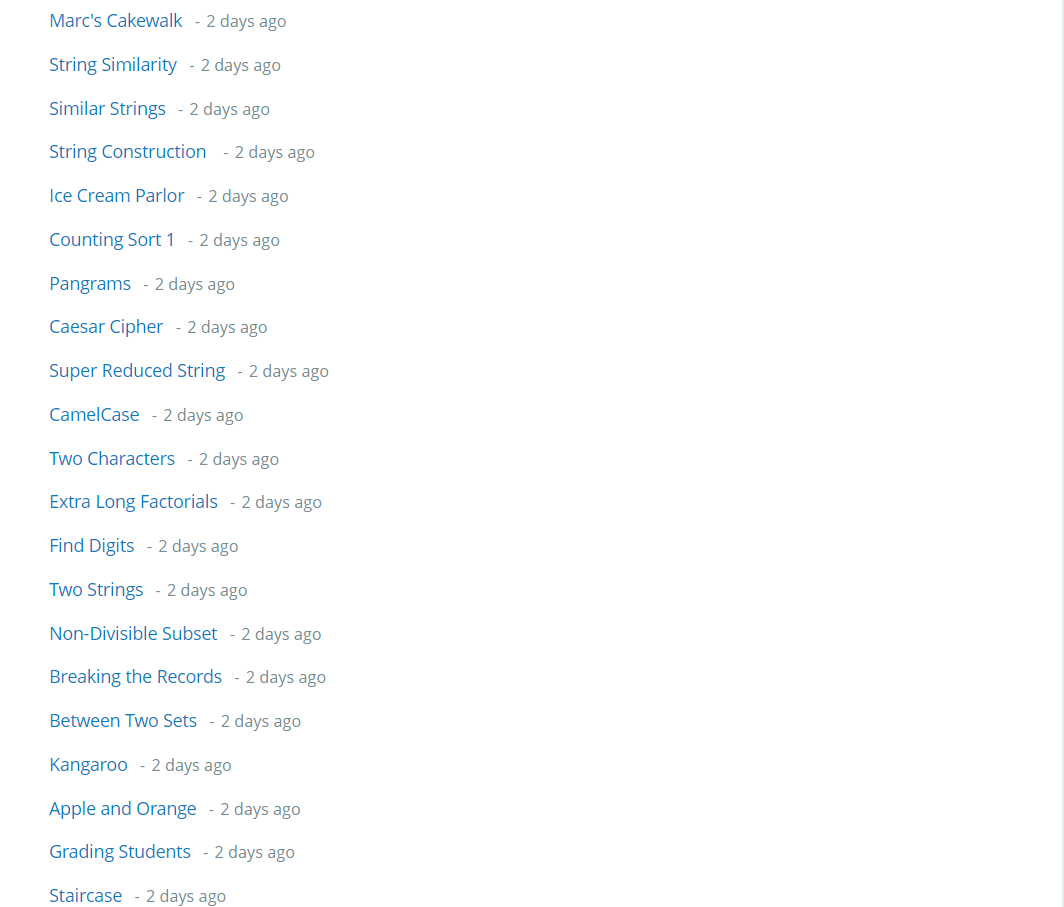 Marc's Cakewalk - 2 days ago
String Similarity - 2 days ago
Similar Strings - 2 days ago
String Construction - 2 days ago
Ice Cream Parlor - 2 days ago
Counting Sort 1 - 2 days ago
Pangrams - 2 days ago
Caesar Cipher - 2 days ago
Super Reduced String - 2 days ago
CamelCase - 2 days ago
Two Characters - 2 days ago
Extra Long Factorials - 2 days ago
Find Digits - 2 days ago
Two Strings - 2 days ago
Non-Divisible Subset - 2 days ago
Breaking the Records - 2 days ago
Between Two Sets - 2 days ago
Kangaroo - 2 days ago
Apple and Orange - 2 days ago
Grading Students - 2 days ago
Staircase - 2 days ago